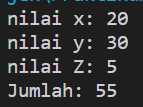 nilai x: 20
nilai y: 30
nilai Z: 5
Jumlah: 55